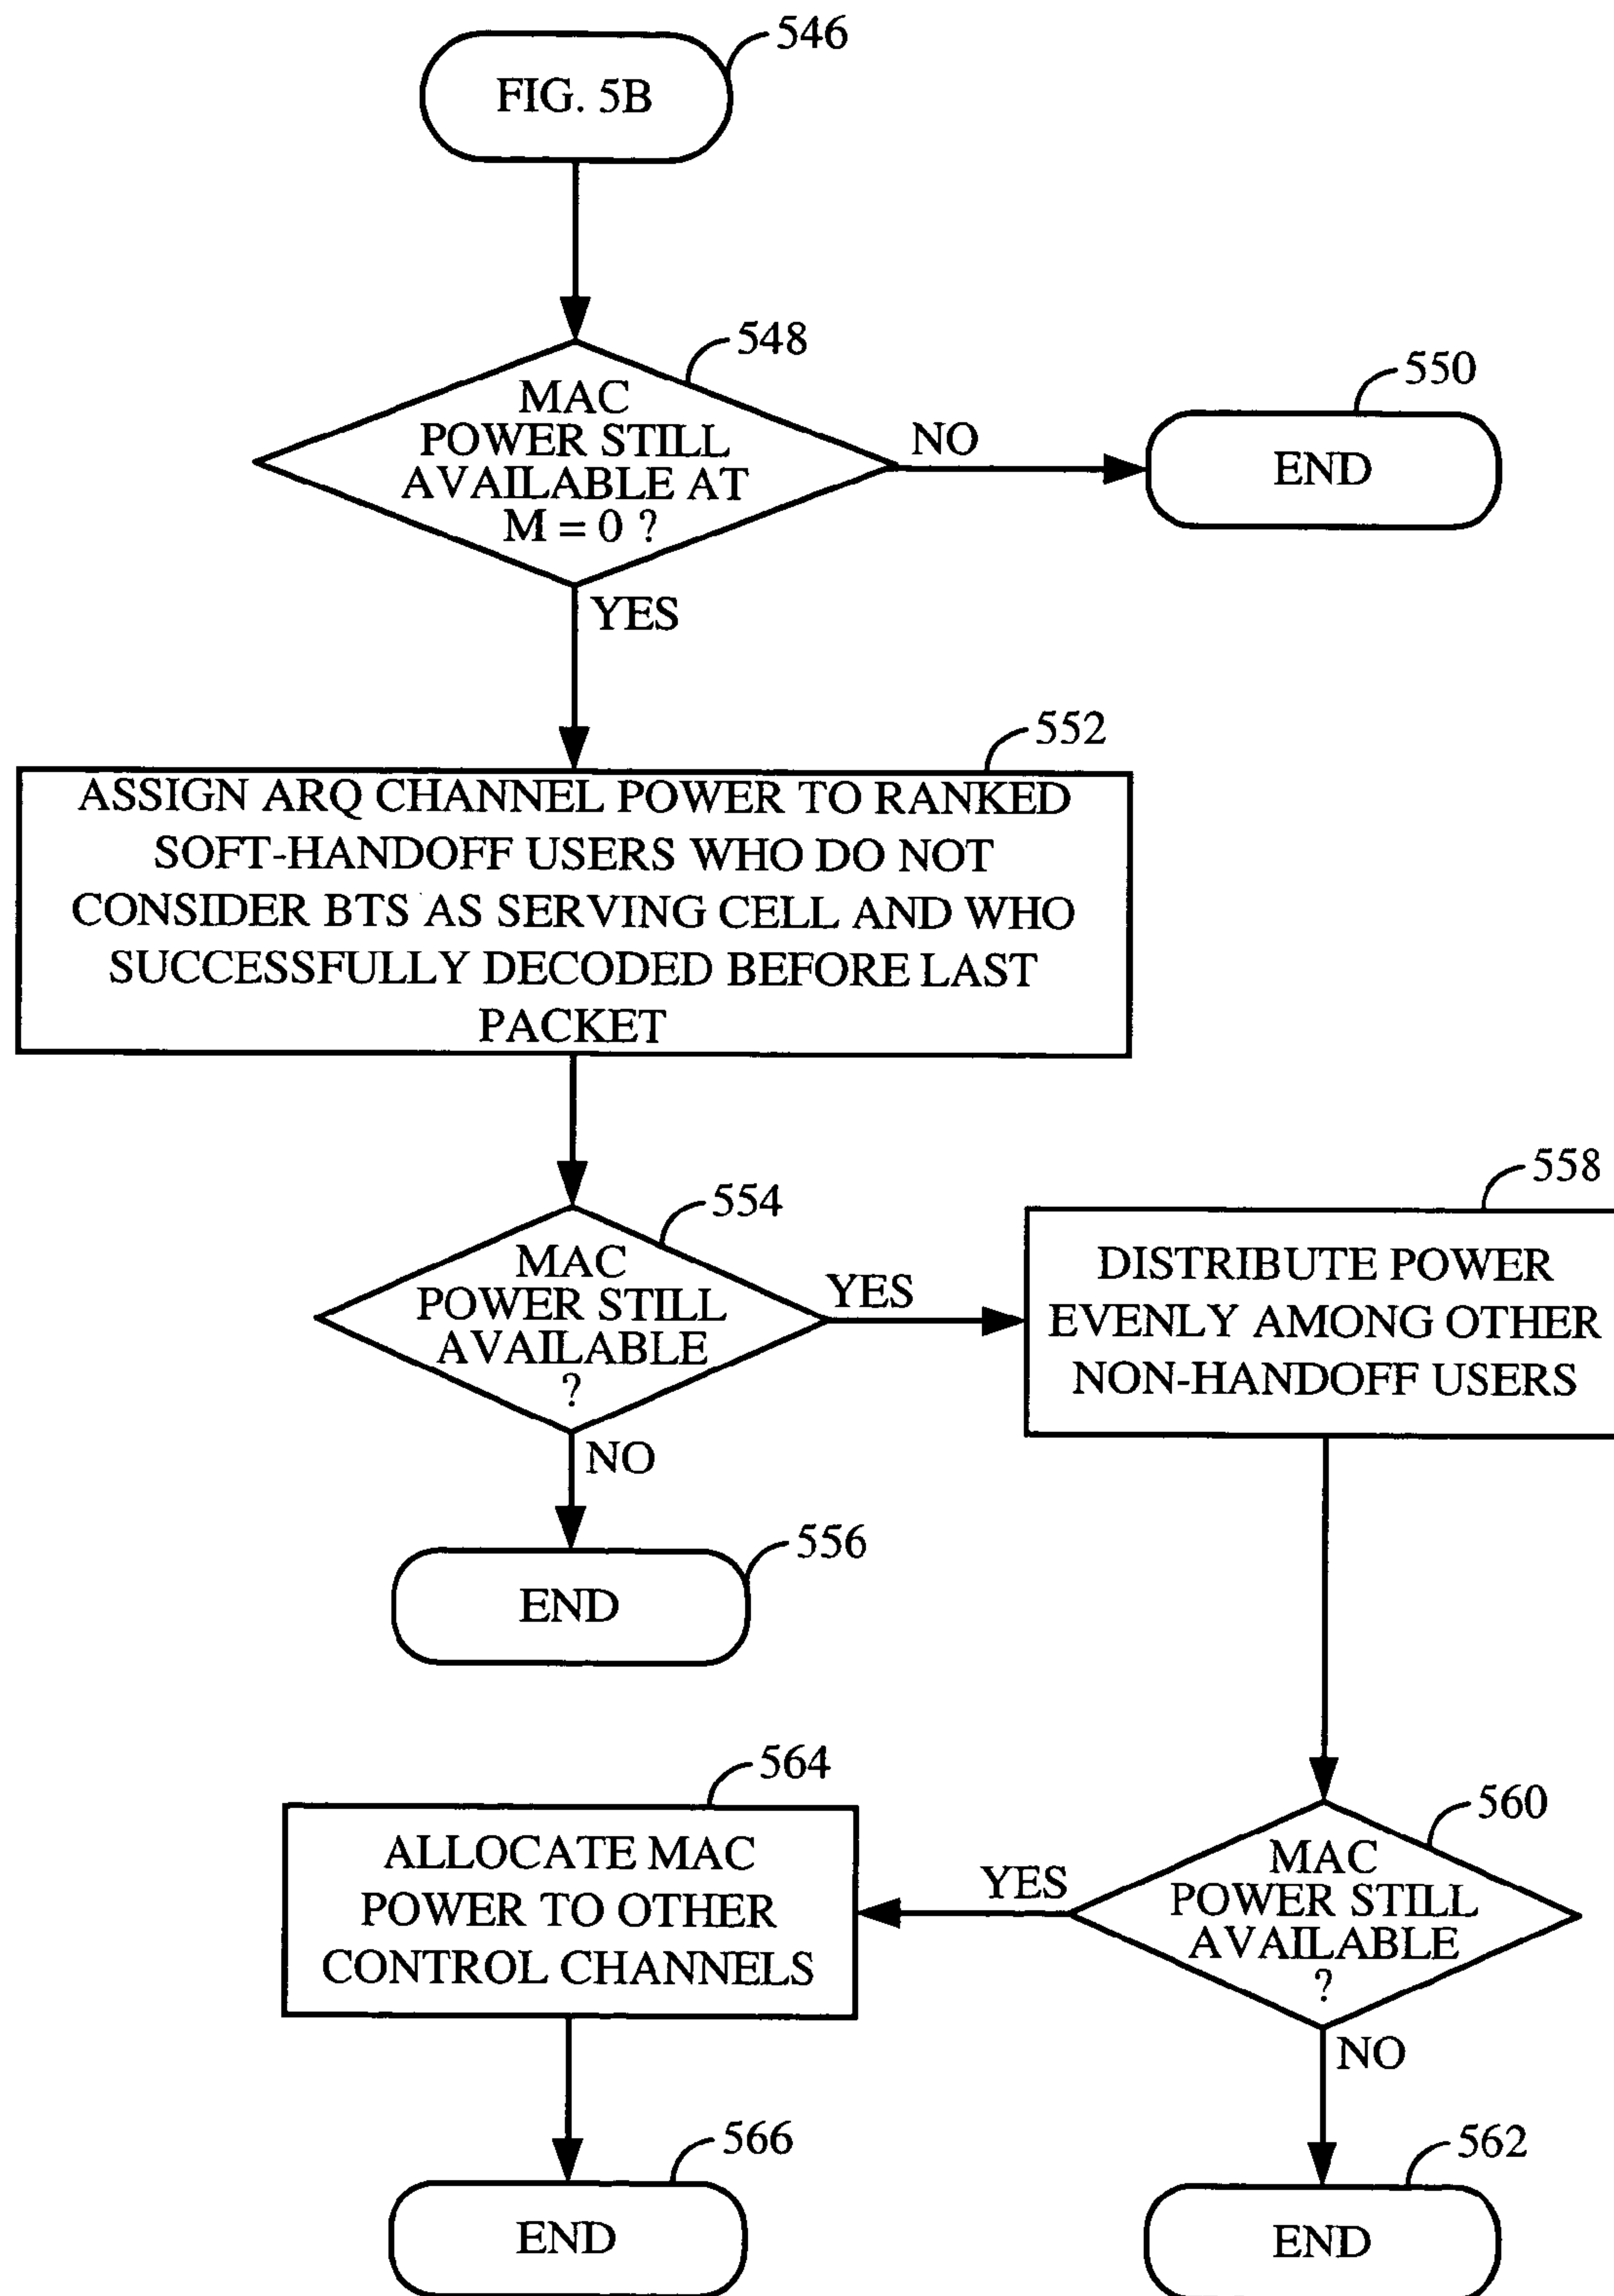 546
FIG. 5B
548
MAC
POWER STILL
AVAILABLE AT
M = 0 ?
NO
550
END
YES
552
ASSIGN ARQ CHANNEL POWER TO RANKED
SOFT-HANDOFF USERS WHO DO NOT
CONSIDER BTS AS SERVING CELL AND WHO
SUCCESSFULLY DECODED BEFORE LAST
PACKET
554
MAC
POWER STILL
AVAILABLE
?
YES
558
DISTRIBUTE POWER
EVENLY AMONG OTHER
NON-HANDOFF USERS
NO
556
END
560
MAC
POWER STILL
AVAILABLE
?
YES
564
ALLOCATE MAC
POWER TO OTHER
CONTROL CHANNELS
NO
566
END
562
END